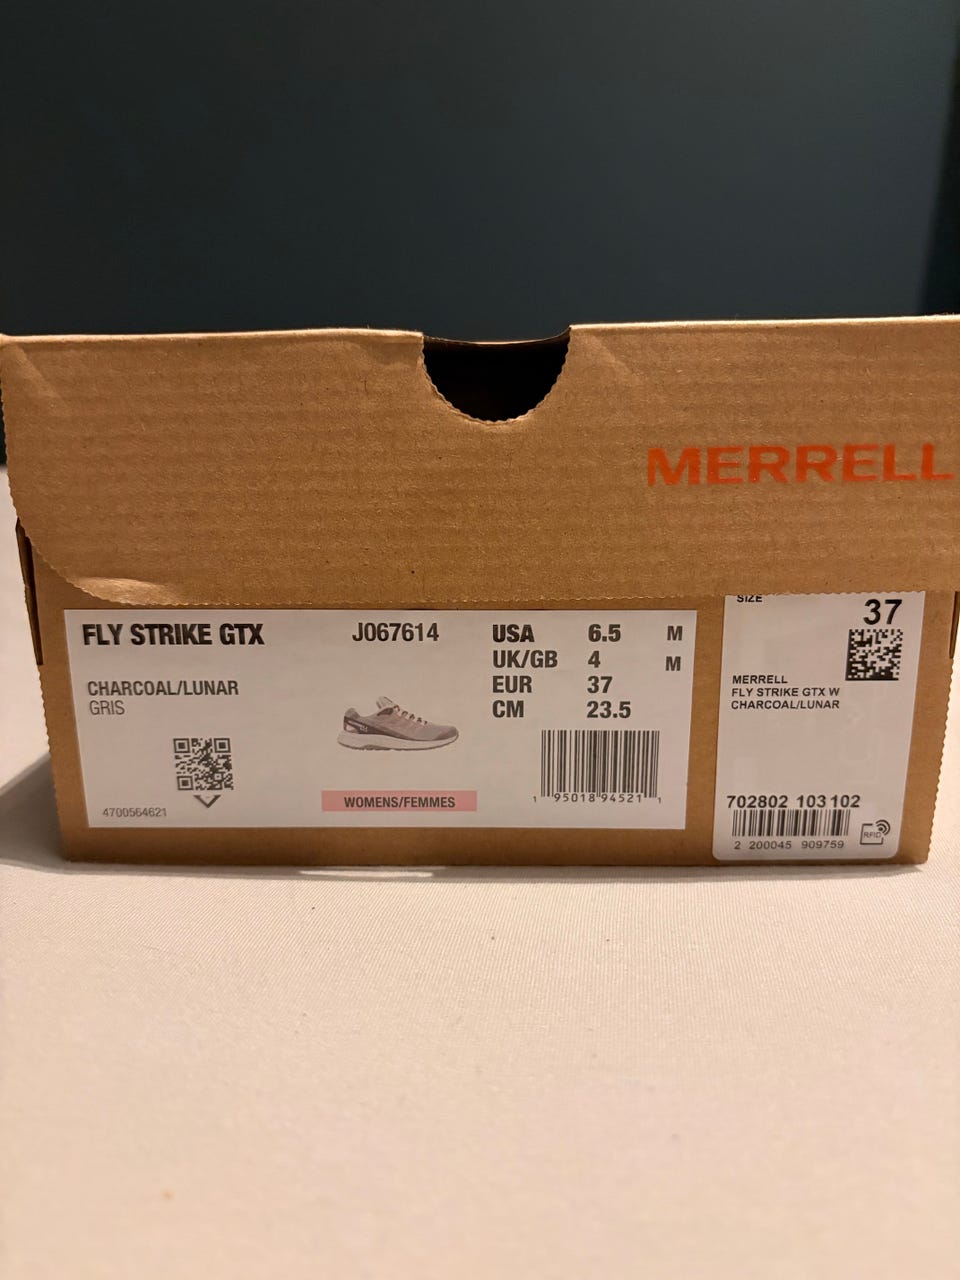 MERRELL
FLY STRIKE GTX
J067614
CHARCOAL/LUNAR
GRIS
4700564621
WOMENS/FEMMES
USA 6.5 M
UK/GB 4 M
EUR 37
CM 23.5
1 95018 94521 1
SIZE
37
MERRELL
FLY STRIKE GTX W
CHARCOAL/LUNAR
702802 103102
2 200045 909759
RFID